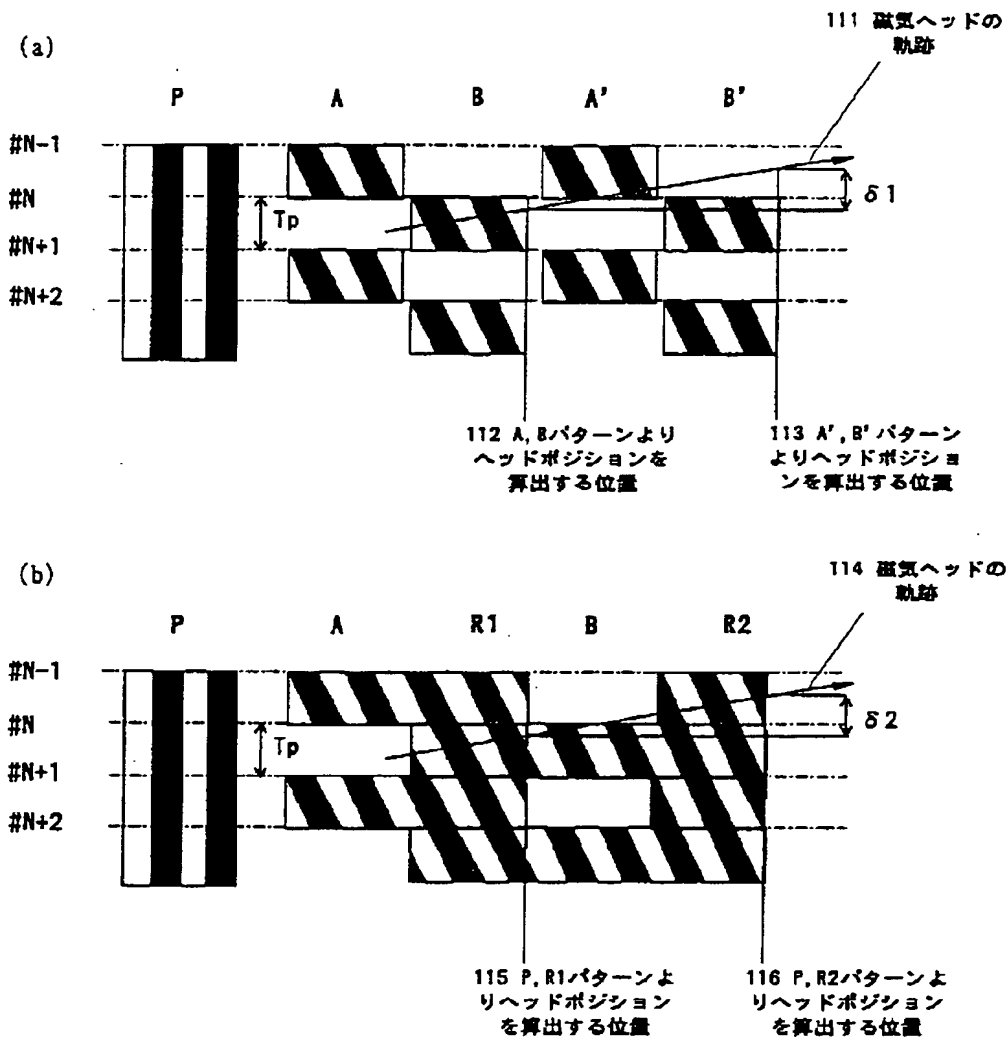 (a)
111 磁気ヘッドの
軌跡
P A B A' B'
#N-1
#N
#N+1
#N+2
Tp
δ1
112 A,Bパターンより
ヘッドポジションを
算出する位置
113 A',B'パターン
よりヘッドポジショ
ンを算出する位置
(b)
114 磁気ヘッドの
軌跡
P A R1 B R2
#N-1
#N
#N+1
#N+2
Tp
δ2
115 P,R1パターンよ
りヘッドポジション
を算出する位置
116 P,R2パターンよ
りヘッドポジション
を算出する位置